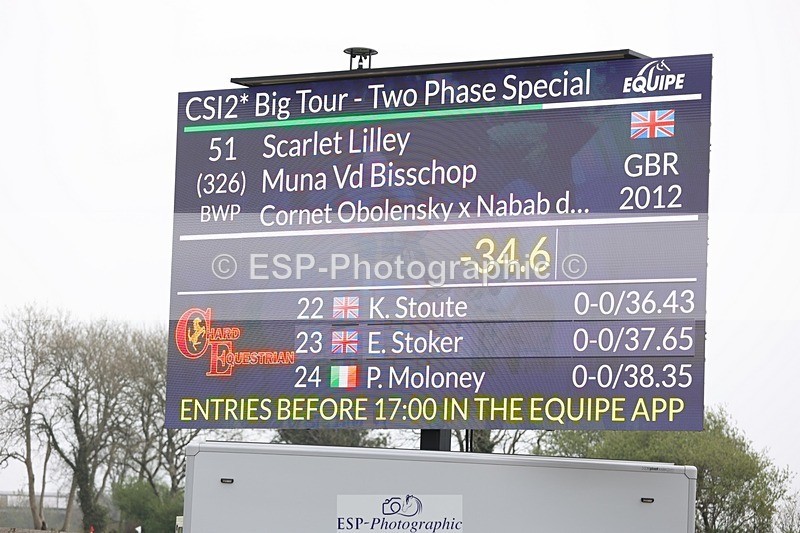 CSI2* Big Tour - Two Phase Special EQUIPE
51 Scarlet Lilley
(326) Muna Vd Bisschop GBR
BWP Cornet Obolensky x Nabab d... 2012
-34.6
© ESP-Photographic ©
22 K. Stoute 0-0/36.43
23 E. Stoker 0-0/37.65
24 P. Moloney 0-0/38.35
CHARD EQUESTRIAN
ENTRIES BEFORE 17:00 IN THE EQUIPE APP
ESP-Photographic